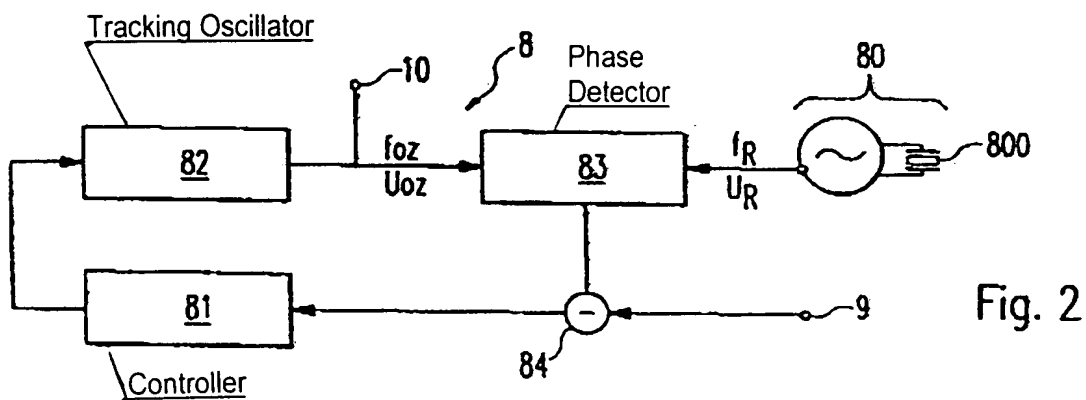 Tracking Oscillator
10
8
Phase
Detector
80
82
foz
Uoz
83
fR
UR
800
81
-
84
9
Fig. 2
Controller